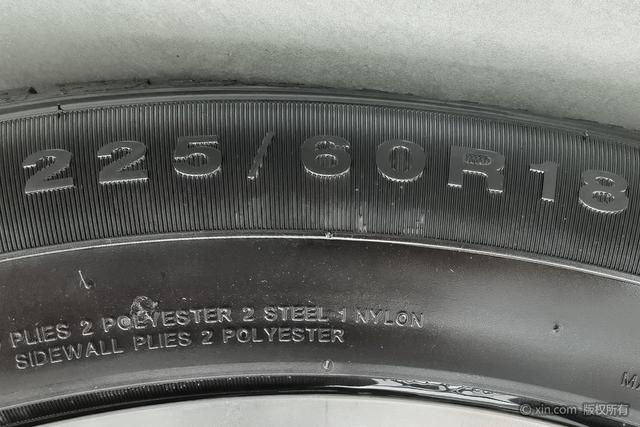 225/60R18
PLIES 2 POLYESTER 2 STEEL 1 NYLON
SIDEWALL PLIES 2 POLYESTER
© xin.com 版权所有